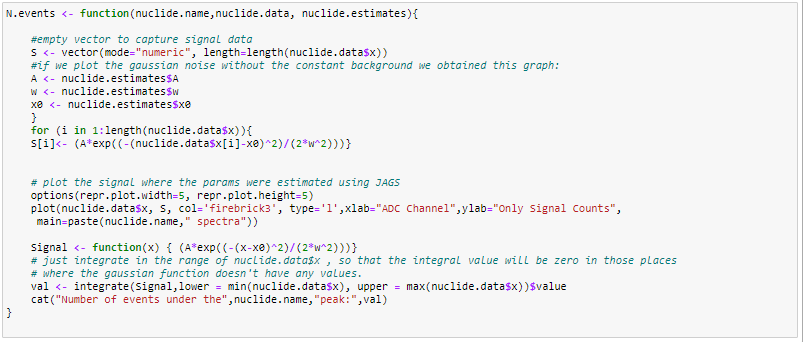 N.events <- function(nuclide.name,nuclide.data, nuclide.estimates){
#empty vector to capture signal data
S <- vector(mode="numeric", length=length(nuclide.data$x))
#if we plot the gaussian noise without the constant background we obtained this graph:
A <- nuclide.estimates$A
w <- nuclide.estimates$w
x0 <- nuclide.estimates$x0
}
for (i in 1:length(nuclide.data$x)){
S[i]<- (A*exp((-(nuclide.data$x[i]-x0)^2)/(2*w^2)))}
# plot the signal where the params were estimated using JAGS
options(repr.plot.width=5, repr.plot.height=5)
plot(nuclide.data$x, S, col='firebrick3', type='l',xlab="ADC Channel",ylab="Only Signal Counts",
main=paste(nuclide.name," spectra"))
Signal <- function(x) { (A*exp((-(x-x0)^2)/(2*w^2)))}
# just integrate in the range of nuclide.data$x , so that the integral value will be zero in those places
# where the gaussian function doesn't have any values.
val <- integrate(Signal,lower = min(nuclide.data$x), upper = max(nuclide.data$x))$value
cat("Number of events under the",nuclide.name,"peak:",val)
}